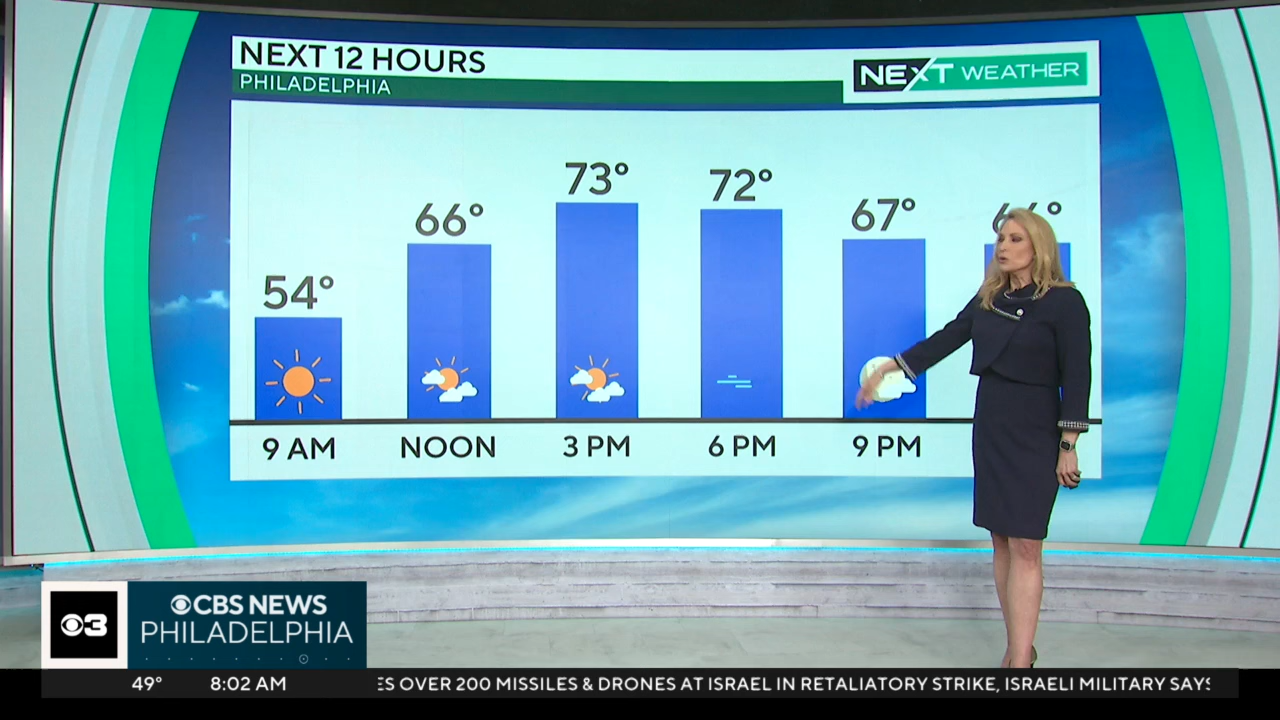 NEXT 12 HOURS
PHILADELPHIA
NEXT WEATHER
54° 66° 73° 72° 67°
9 AM NOON 3 PM 6 PM 9 PM
3
CBS NEWS
PHILADELPHIA
49° 8:02 AM ES OVER 200 MISSILES & DRONES AT ISRAEL IN RETALIATORY STRIKE, ISRAELI MILITARY SAYS